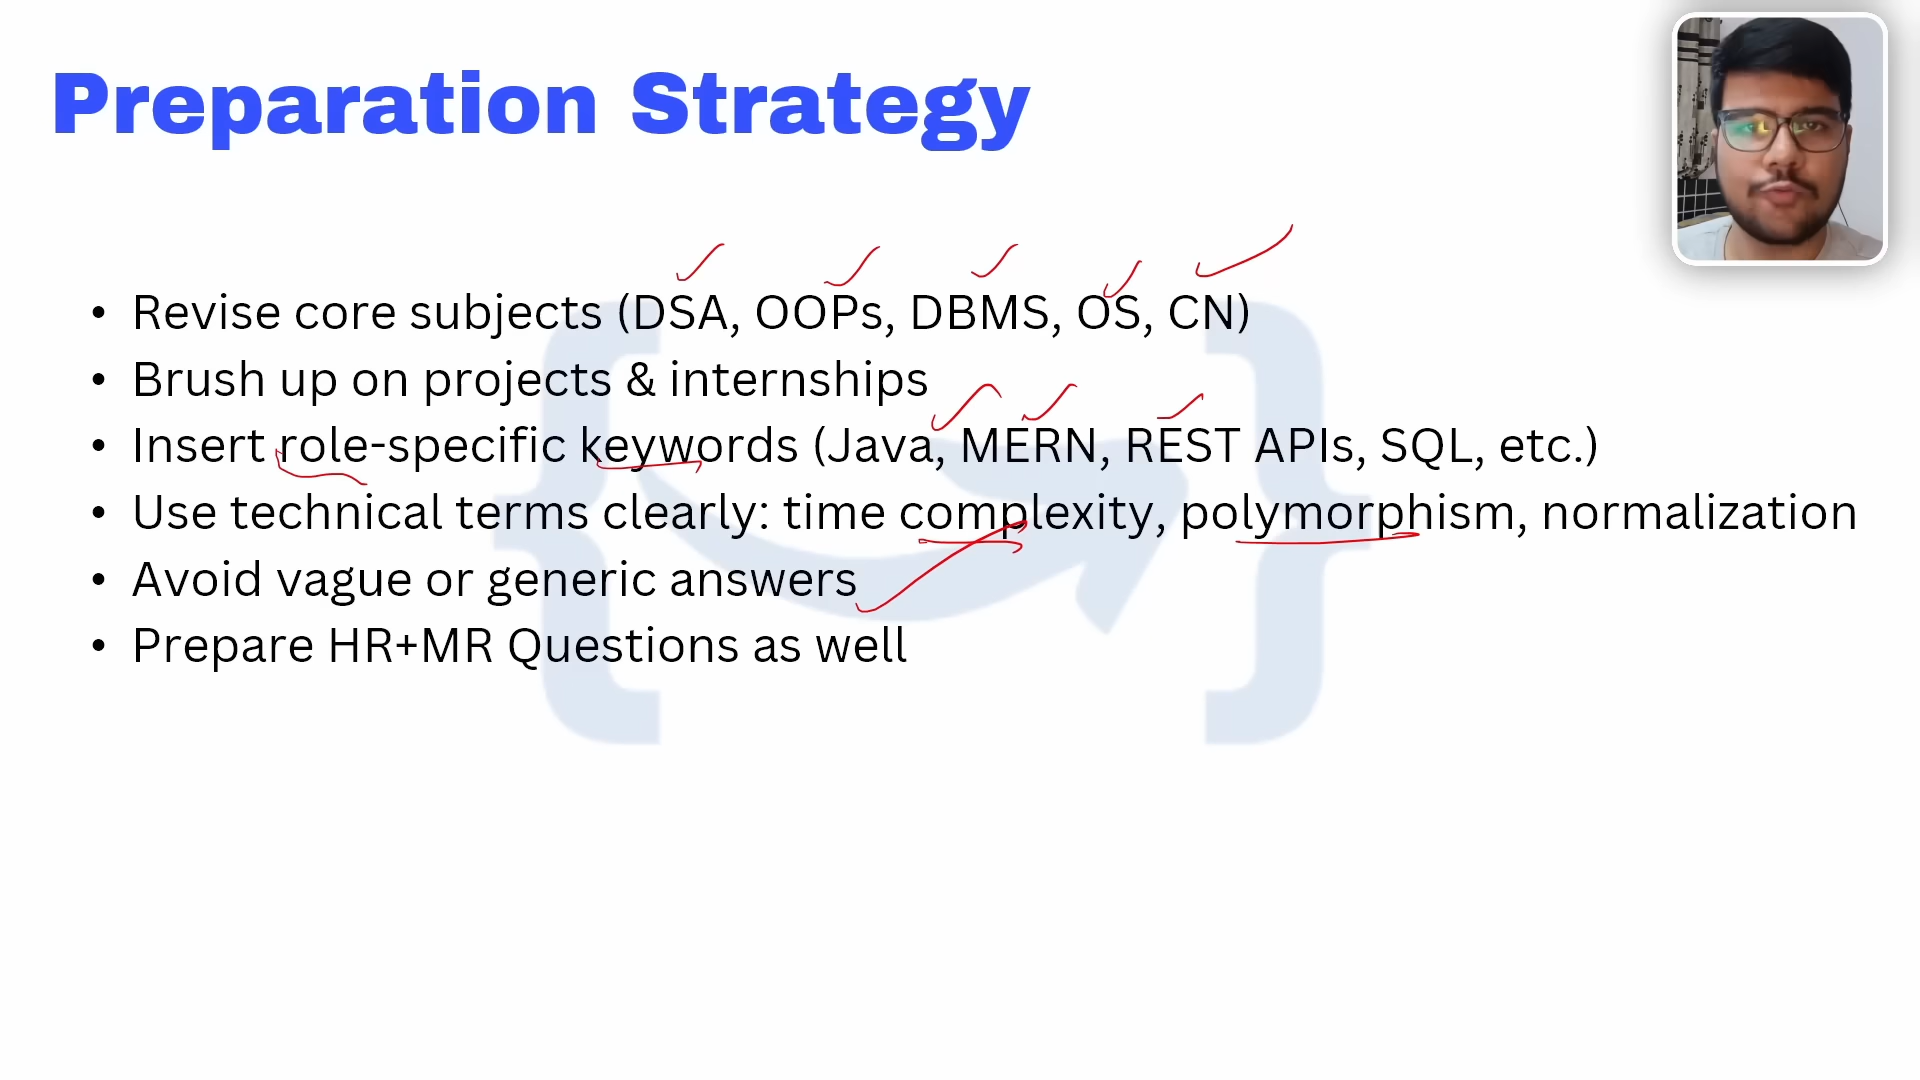 Preparation Strategy
• Revise core subjects (DSA, OOPs, DBMS, OS, CN)
• Brush up on projects & internships
• Insert role-specific keywords (Java, MERN, REST APIs, SQL, etc.)
• Use technical terms clearly: time complexity, polymorphism, normalization
• Avoid vague or generic answers
• Prepare HR+MR Questions as well